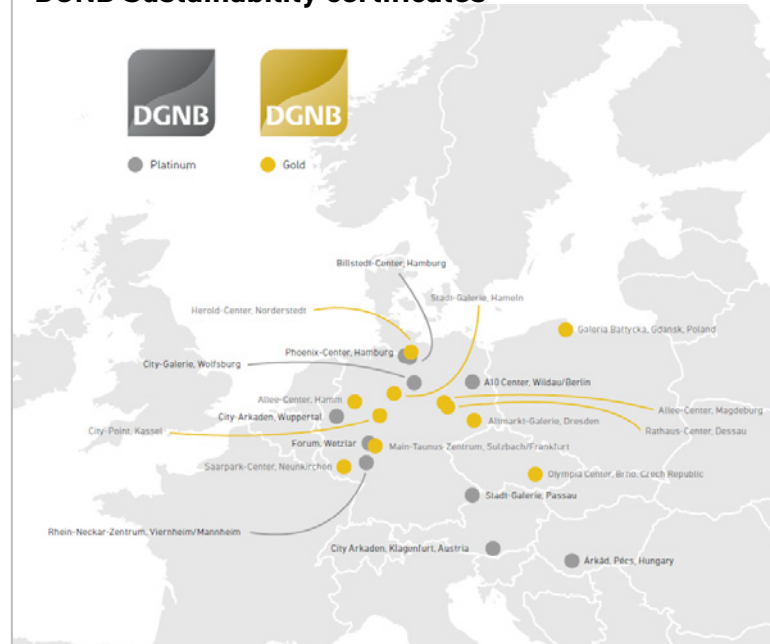 DGNB Sustainability certificates
DGNB
DGNB
Platinum
Gold
Billstedt-Center, Hamburg
Stadt-Galerie, Hameln
Herold-Center, Norderstedt
Galeria Bałtycka, Gdansk, Poland
Phoenix-Center, Hamburg
City-Galerie, Wolfsburg
A10 Center, Wildau/Berlin
Allee-Center, Hamm
Allee-Center, Magdeburg
City-Arkaden, Wuppertal
Altmarkt-Galerie, Dresden
City-Point, Kassel
Rathaus-Center, Dessau
Forum, Wetzlar
Main-Taunus-Zentrum, Sulzbach/Frankfurt
Saarpark-Center, Neunkirchen
Olympia Center, Brno, Czech Republic
Stadt-Galerie, Passau
Rhein-Neckar-Zentrum, Viernheim/Mannheim
City Arkaden, Klagenfurt, Austria
Árkád, Pécs, Hungary